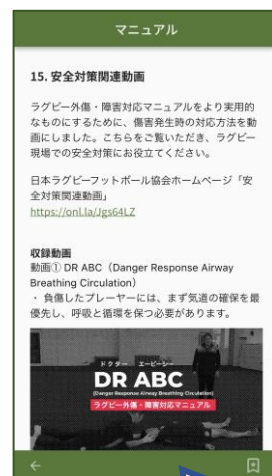 マニュアル
15. 安全対策関連動画
ラグビー外傷・障害対応マニュアルをより実用的
なものにするために、傷害発生時の対応方法を動
画にしました。こちらをご覧いただき、ラグビー
現場での安全対策にお役立てください。
日本ラグビーフットボール協会ホームページ「安
全対策関連動画」
https://onl.la/Jgs64LZ
収録動画
動画① DR ABC（Danger Response Airway
Breathing Circulation）
・ 負傷したプレーヤーには、まず気道の確保を最
優先し、呼吸と循環を保つ必要があります。
ドクター エービーシー
DR ABC
(Danger Response Airway Breathing Circulation)
ラグビー外傷・障害対応マニュアル